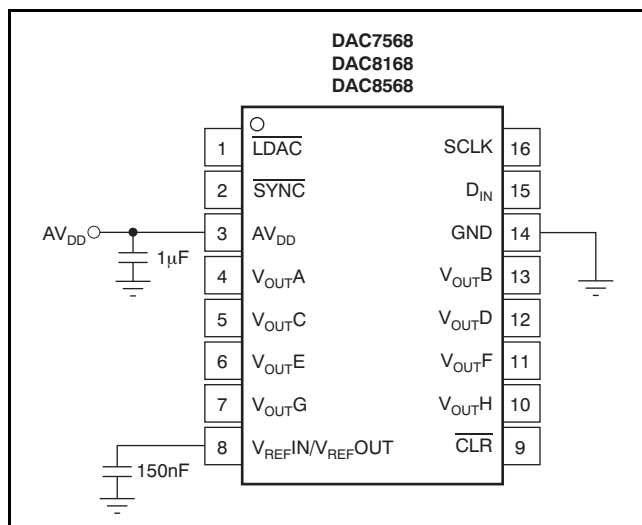 DAC7568
DAC8168
DAC8568
1 LDAC SCLK 16
2 SYNC DIN 15
AVDD 3 AVDD GND 14
1μF
4 VOUTA VOUTB 13
5 VOUTC VOUTD 12
6 VOUTE VOUTF 11
7 VOUTG VOUTH 10
8 VREFIN/VREFOUT CLR 9
150nF